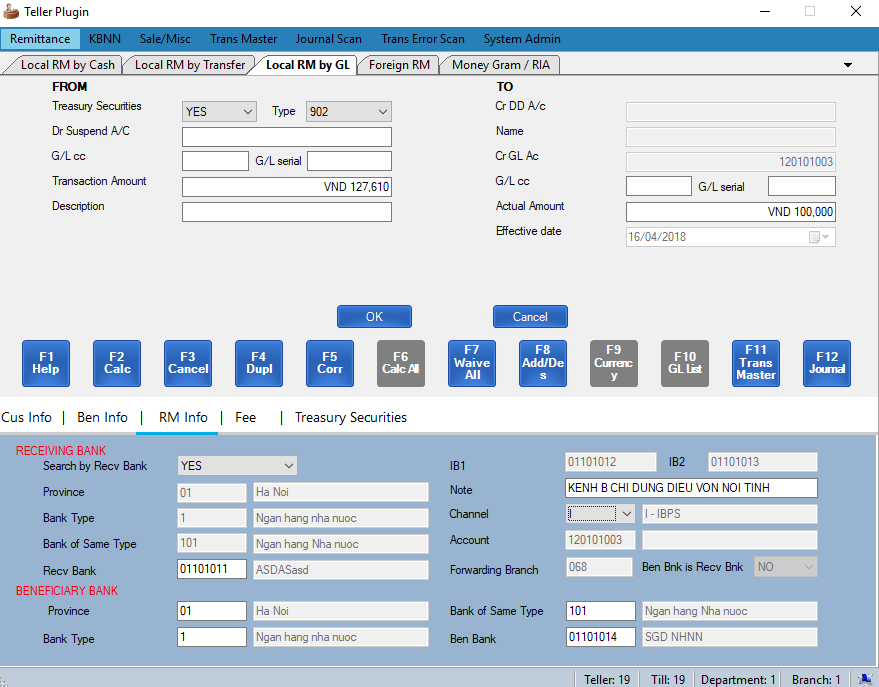 Teller Plugin
Remittance KBNN Sale/Misc Trans Master Journal Scan Trans Error Scan System Admin
Local RM by Cash Local RM by Transfer Local RM by GL Foreign RM Money Gram / RIA
FROM
Treasury Securities YES Type 902
Dr Suspend A/C
G/L cc G/L serial
Transaction Amount VND 127,610
Description
TO
Cr DD A/c
Name
Cr GL Ac 120101003
G/L cc G/L serial
Actual Amount VND 100,000
Effective date 16/04/2018
OK Cancel
F1 Help
F2 Calc
F3 Cancel
F4 Dupl
F5 Corr
F6 Calc All
F7 Waive All
F8 Add/De s
F9 Currenc y
F10 GL List
F11 Trans Master
F12 Journal
Cus Info | Ben Info | RM Info | Fee | Treasury Securities
RECEIVING BANK
Search by Recv Bank YES
Province 01 Ha Noi
Bank Type 1 Ngan hang nha nuoc
Bank of Same Type 101 Ngan hang Nha nuoc
Recv Bank 01101011 ASDASasd
IB1 01101012 IB2 01101013
Note KENH B CHI DUNG DIEU VON NOI TINH
Channel I I - IBPS
Account 120101003
Forwarding Branch 068 Ben Bnk is Recv Bnk NO
BENEFICIARY BANK
Province 01 Ha Noi
Bank Type 1 Ngan hang nha nuoc
Bank of Same Type 101 Ngan hang Nha nuoc
Ben Bank 01101014 SGD NHNN
Teller: 19 Till: 19 Department: 1 Branch: 1